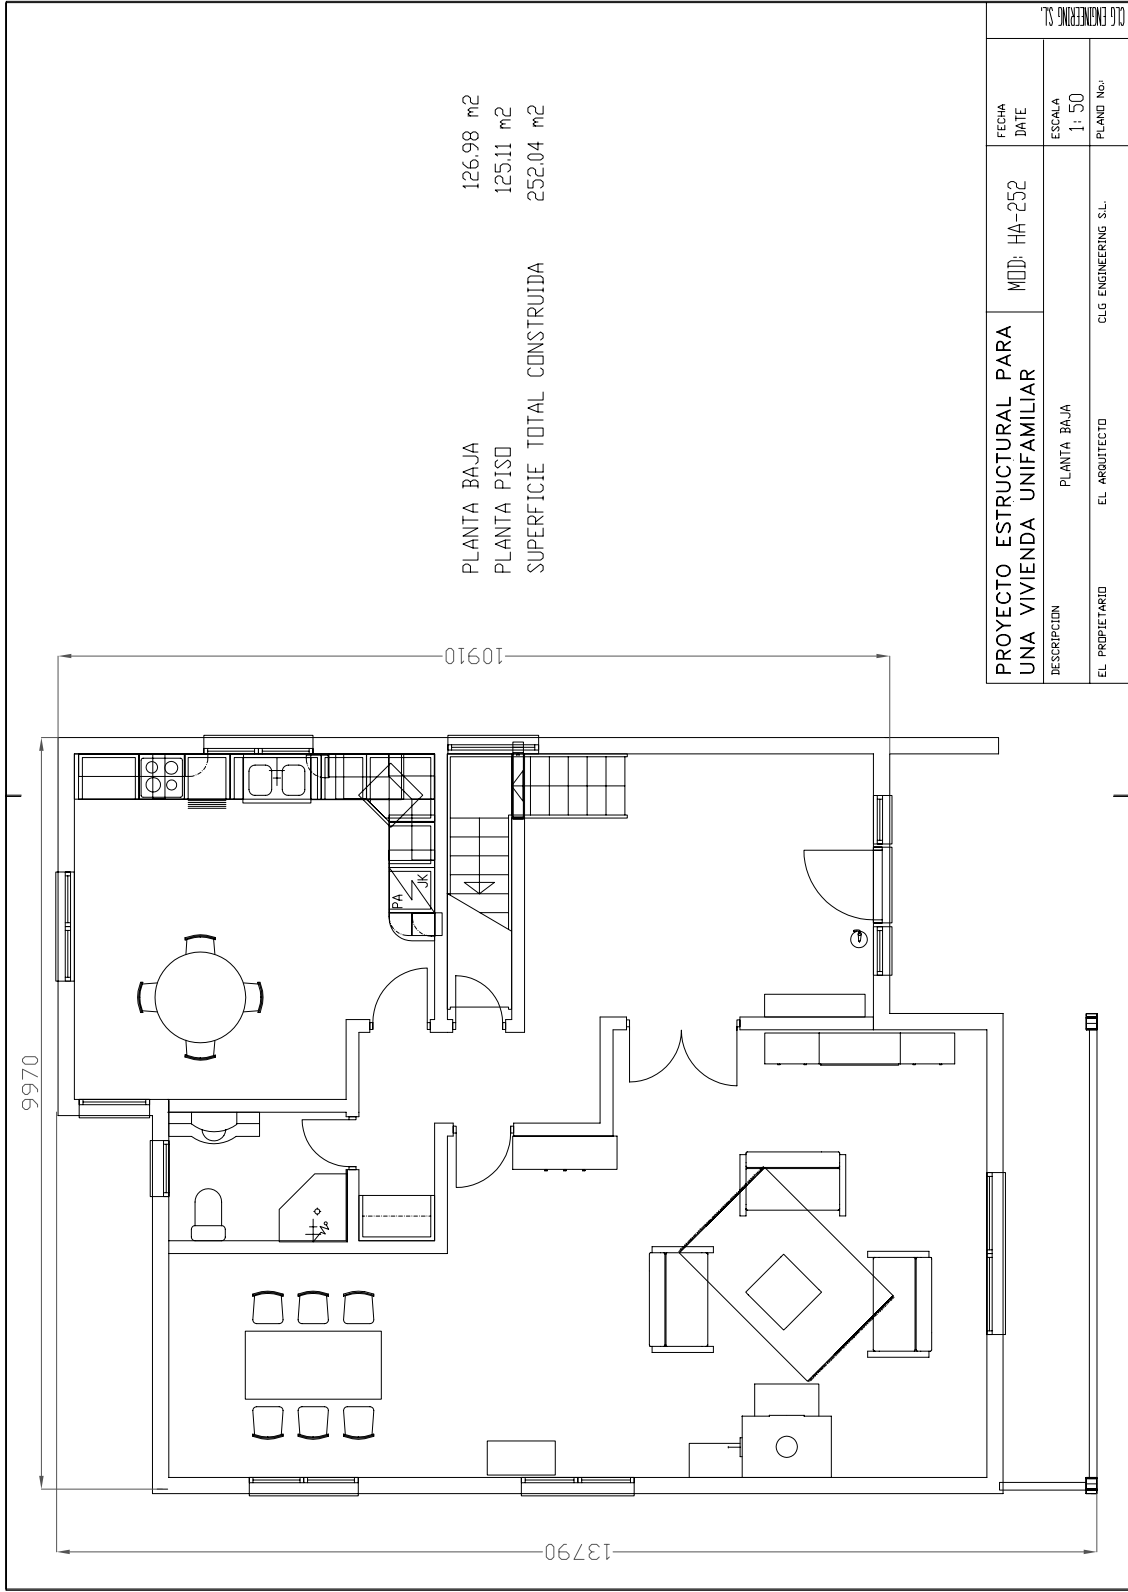 PLANTA BAJA 126.98 m2
PLANTA PISO 125.11 m2
SUPERFICIE TOTAL CONSTRUIDA 252.04 m2
10910
9970
13790
PA
JK
PROYECTO ESTRUCTURAL PARA
UNA VIVIENDA UNIFAMILIAR
MOD: HA-252
FECHA
DATE
DESCRIPCION
PLANTA BAJA
ESCALA
1: 50
EL PROPIETARIO
EL ARQUITECTO
CLG ENGINEERING S.L.
PLANO No.:
CLG ENGINEERING S.L.